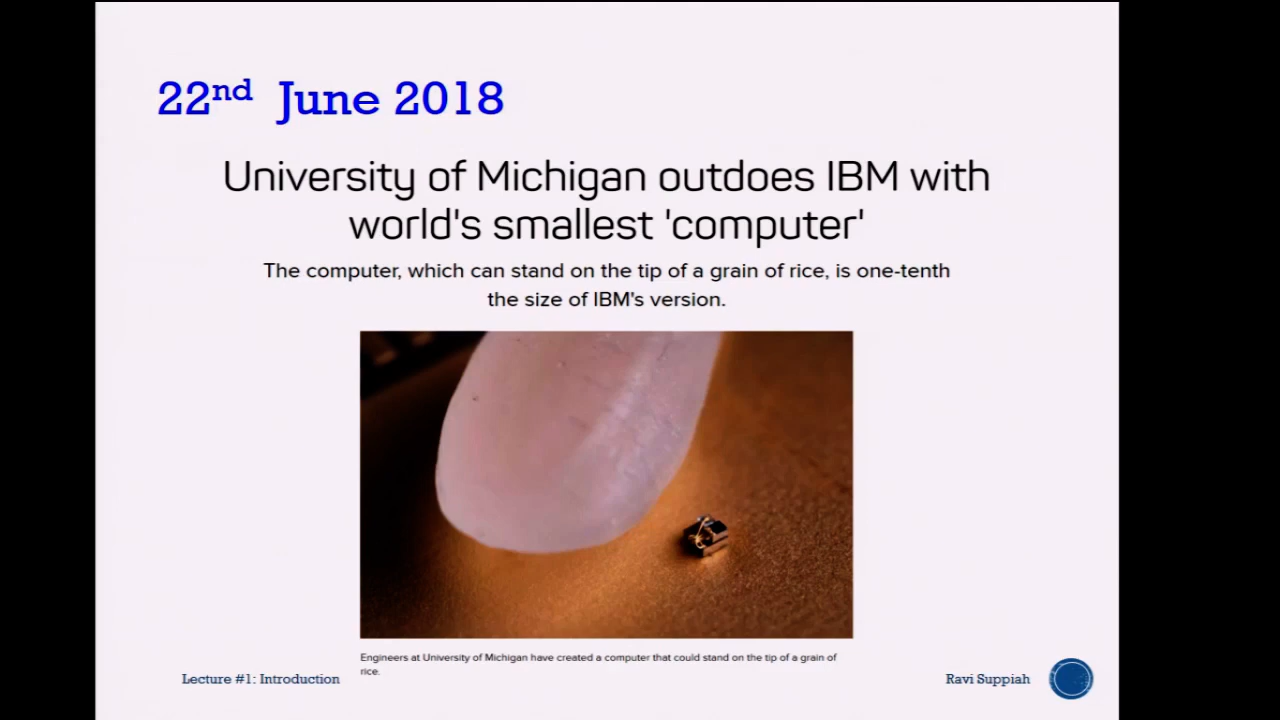 22nd June 2018
University of Michigan outdoes IBM with
world's smallest 'computer'
The computer, which can stand on the tip of a grain of rice, is one-tenth
the size of IBM's version.
Engineers at University of Michigan have created a computer that could stand on the tip of a grain of
rice.
Lecture #1: Introduction
Ravi Suppiah